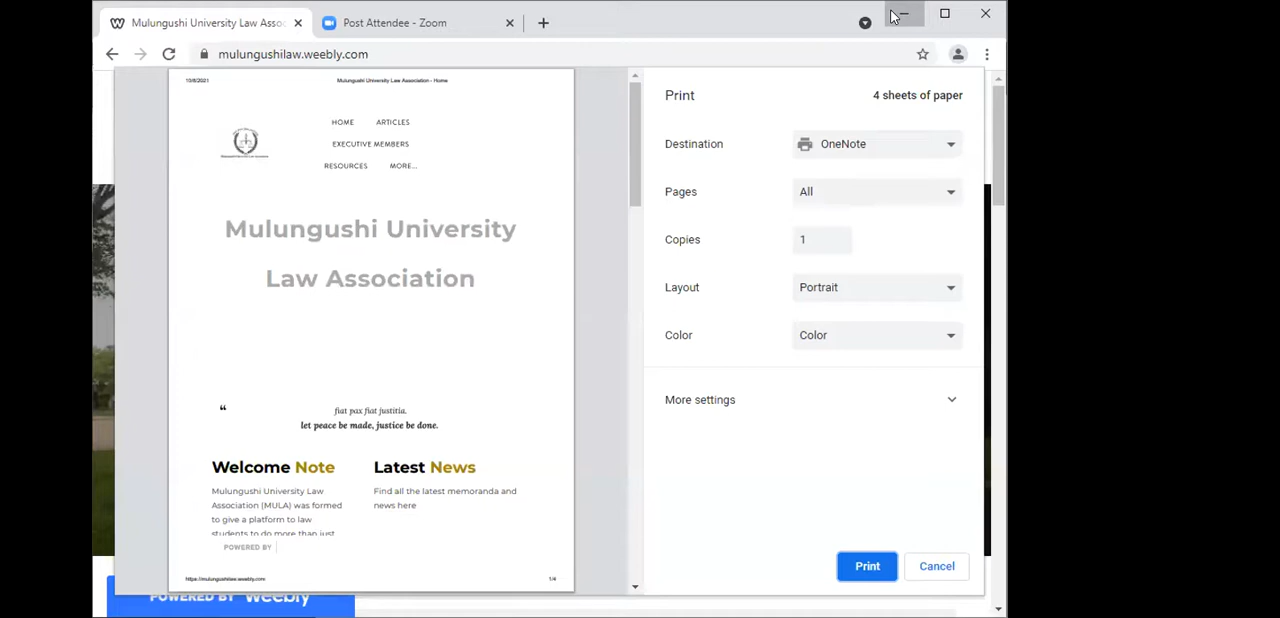 Mulungushi University Law Assoc
Post Attendee - Zoom
mulungushilaw.weebly.com
15/6/2021
Mulungushi University Law Association - Home
HOME ARTICLES
EXECUTIVE MEMBERS
RESOURCES MORE...
Mulungushi University
Law Association
“
fiat pax fiat justitia.
let peace be made, justice be done.
Welcome Note
Mulungushi University Law
Association (MULA) was formed
to give a platform to law
students to do more than just
Latest News
Find all the latest memoranda and
news here
POWERED BY
https://mulungushilaw.weebly.com
1/4
Print
4 sheets of paper
Destination OneNote
Pages All
Copies 1
Layout Portrait
Color Color
More settings
Print Cancel
POWERED BY weebly